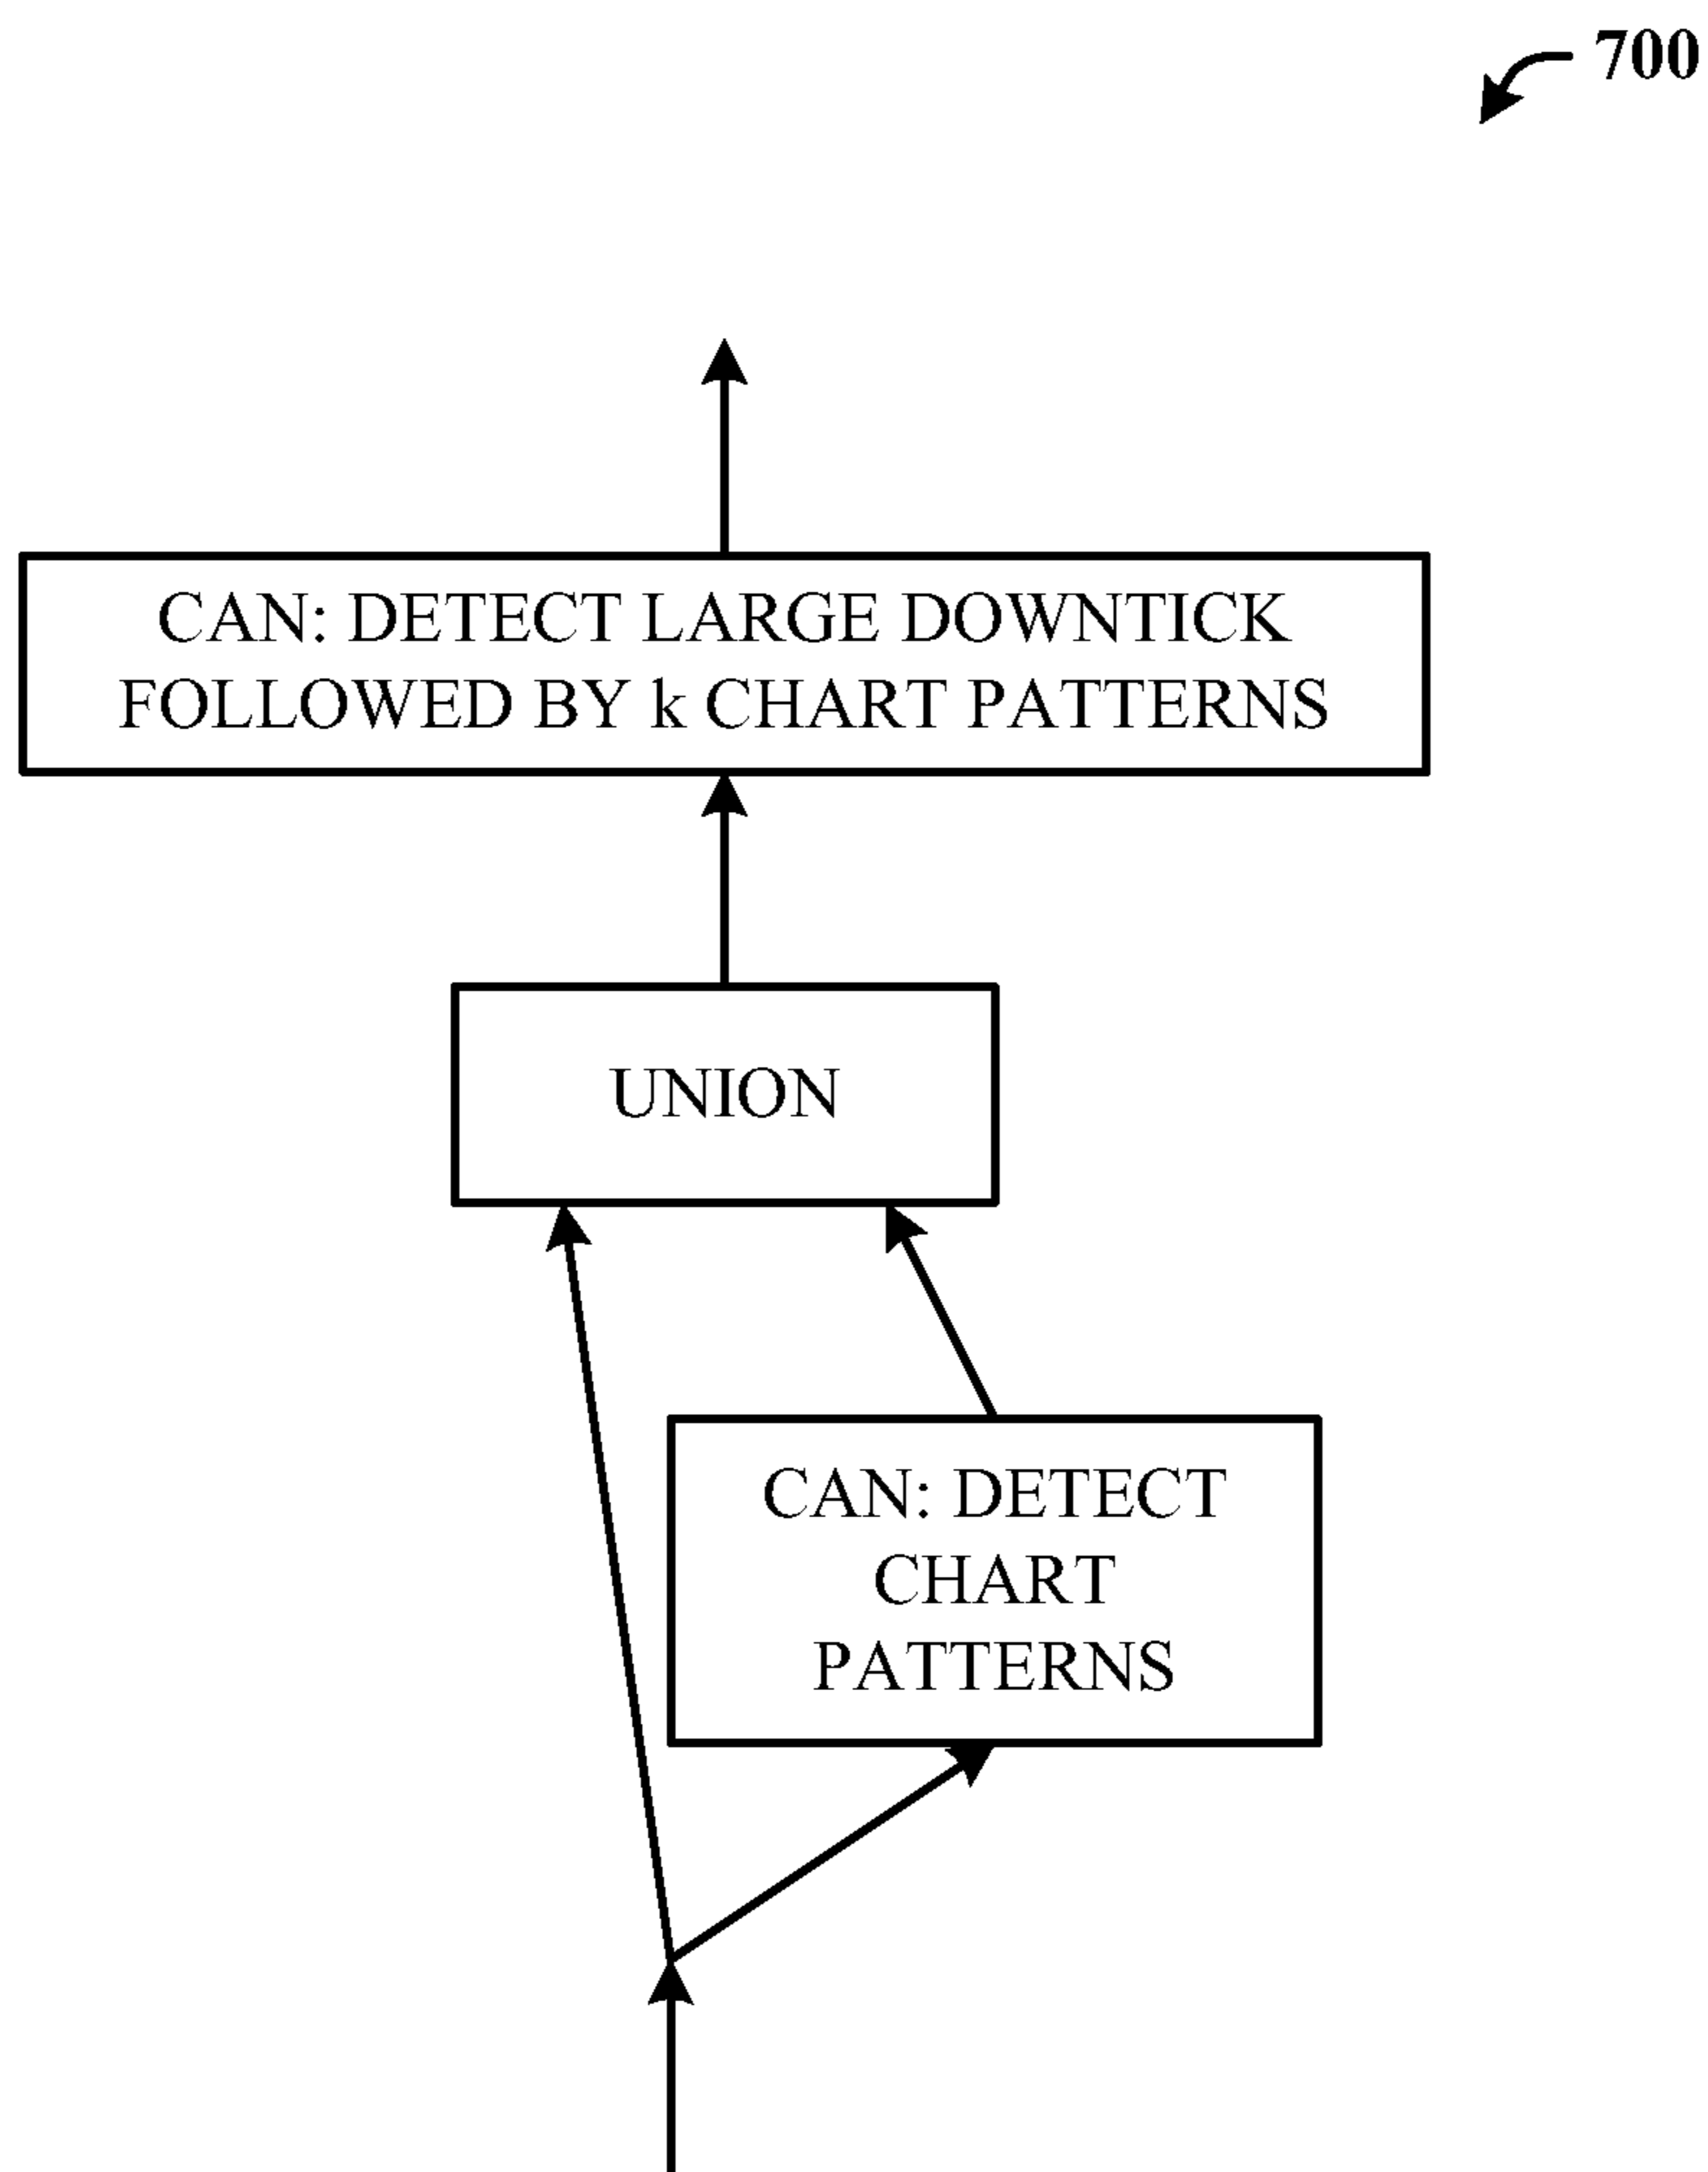 700
CAN: DETECT LARGE DOWNTICK
FOLLOWED BY k CHART PATTERNS
UNION
CAN: DETECT
CHART
PATTERNS